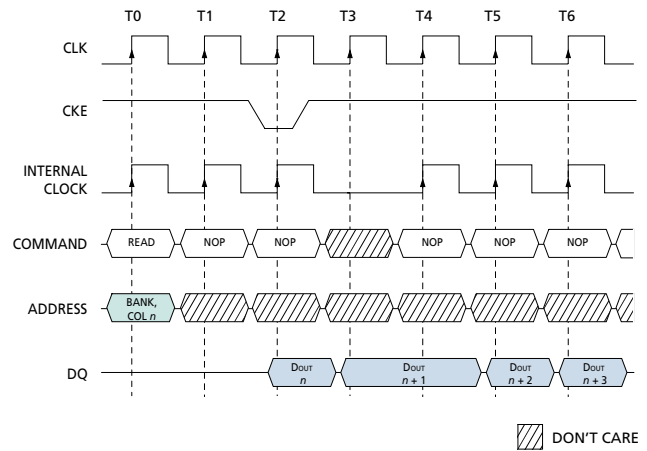 T0 T1 T2 T3 T4 T5 T6
CLK
CKE
INTERNAL
CLOCK
COMMAND READ NOP NOP NOP NOP NOP
ADDRESS BANK,
COL n
DQ DOUT DOUT DOUT DOUT
n n + 1 n + 2 n + 3
DON'T CARE